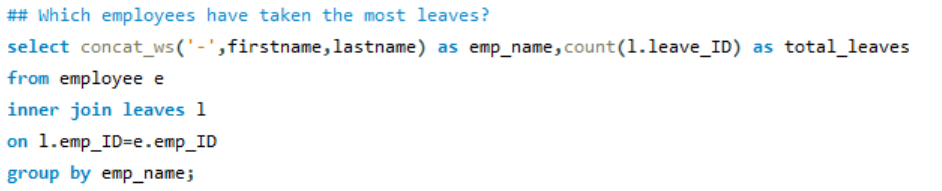 ## Which employees have taken the most leaves?
select concat_ws('-',firstname,lastname) as emp_name,count(l.leave_ID) as total_leaves
from employee e
inner join leaves l
on l.emp_ID=e.emp_ID
group by emp_name;